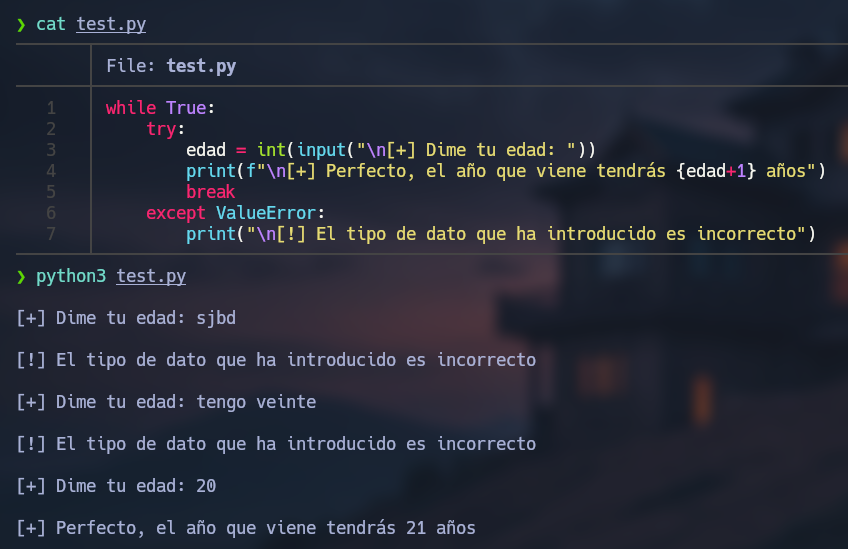 ❯ cat test.py
File: test.py
1 while True:
2     try:
3         edad = int(input("\n[+] Dime tu edad: "))
4         print(f"\n[+] Perfecto, el año que viene tendrás {edad+1} años")
5         break
6     except ValueError:
7         print("\n[!] El tipo de dato que ha introducido es incorrecto")
❯ python3 test.py
[+] Dime tu edad: sjbd
[!] El tipo de dato que ha introducido es incorrecto
[+] Dime tu edad: tengo veinte
[!] El tipo de dato que ha introducido es incorrecto
[+] Dime tu edad: 20
[+] Perfecto, el año que viene tendrás 21 años